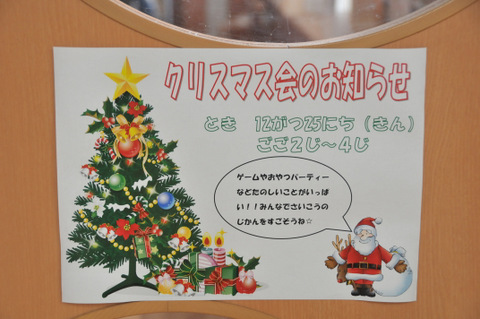 クリスマス会のお知らせ
とき 12がつ25にち（きん）
ごご２じ～４じ
ゲームやおやつパーティー
などたのしいことがいっぱ
い！！みんなでさいこうの
じかんをすごそうね☆